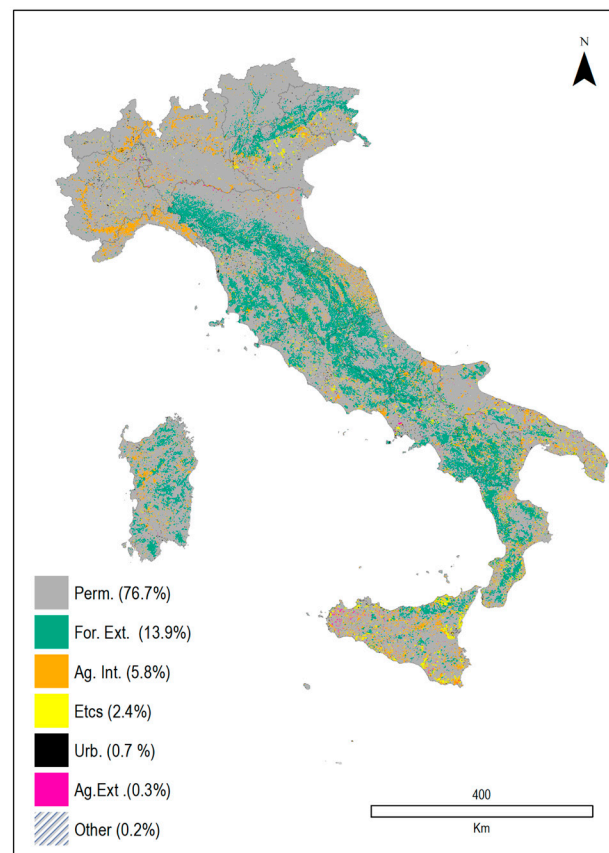 N
Perm. (76.7%)
For. Ext. (13.9%)
Ag. Int. (5.8%)
Etcs (2.4%)
Urb. (0.7 %)
Ag.Ext .(0.3%)
Other (0.2%)
400
Km